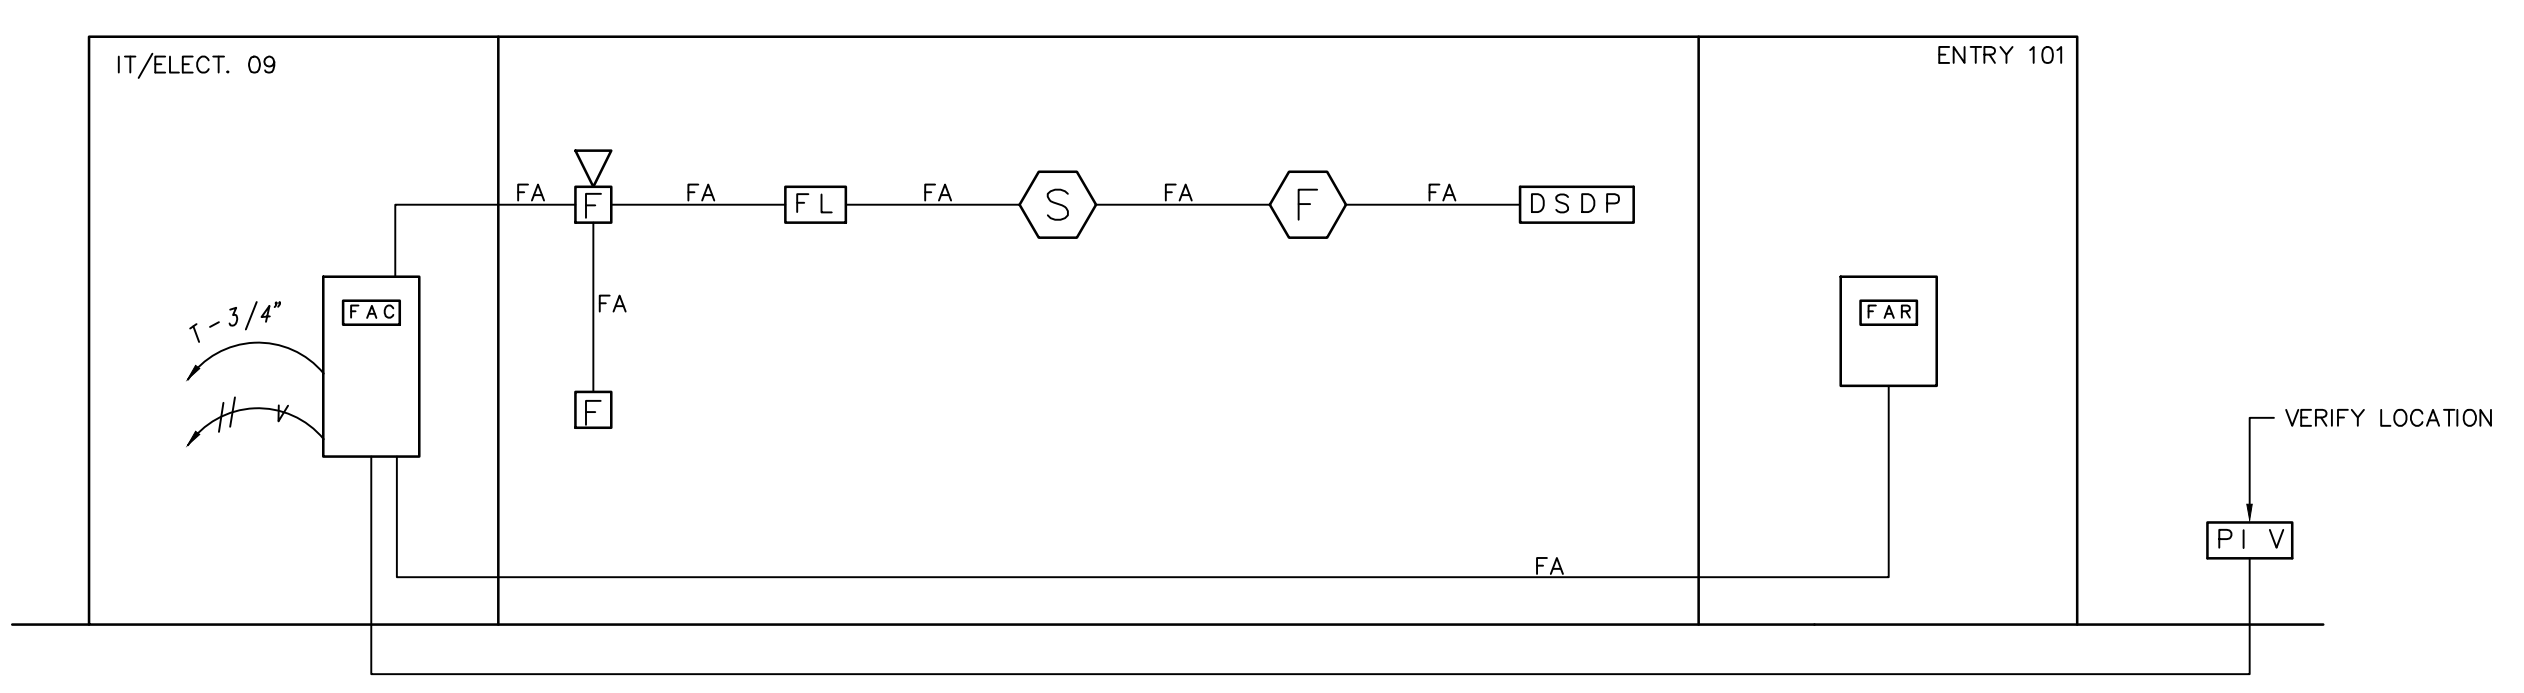 IT/ELECT. 09
ENTRY 101
FA
F
FA
FL
FA
S
FA
F
FA
DSDP
FA
F
T-3/4"
FAC
V
FAR
VERIFY LOCATION
PIV
FA